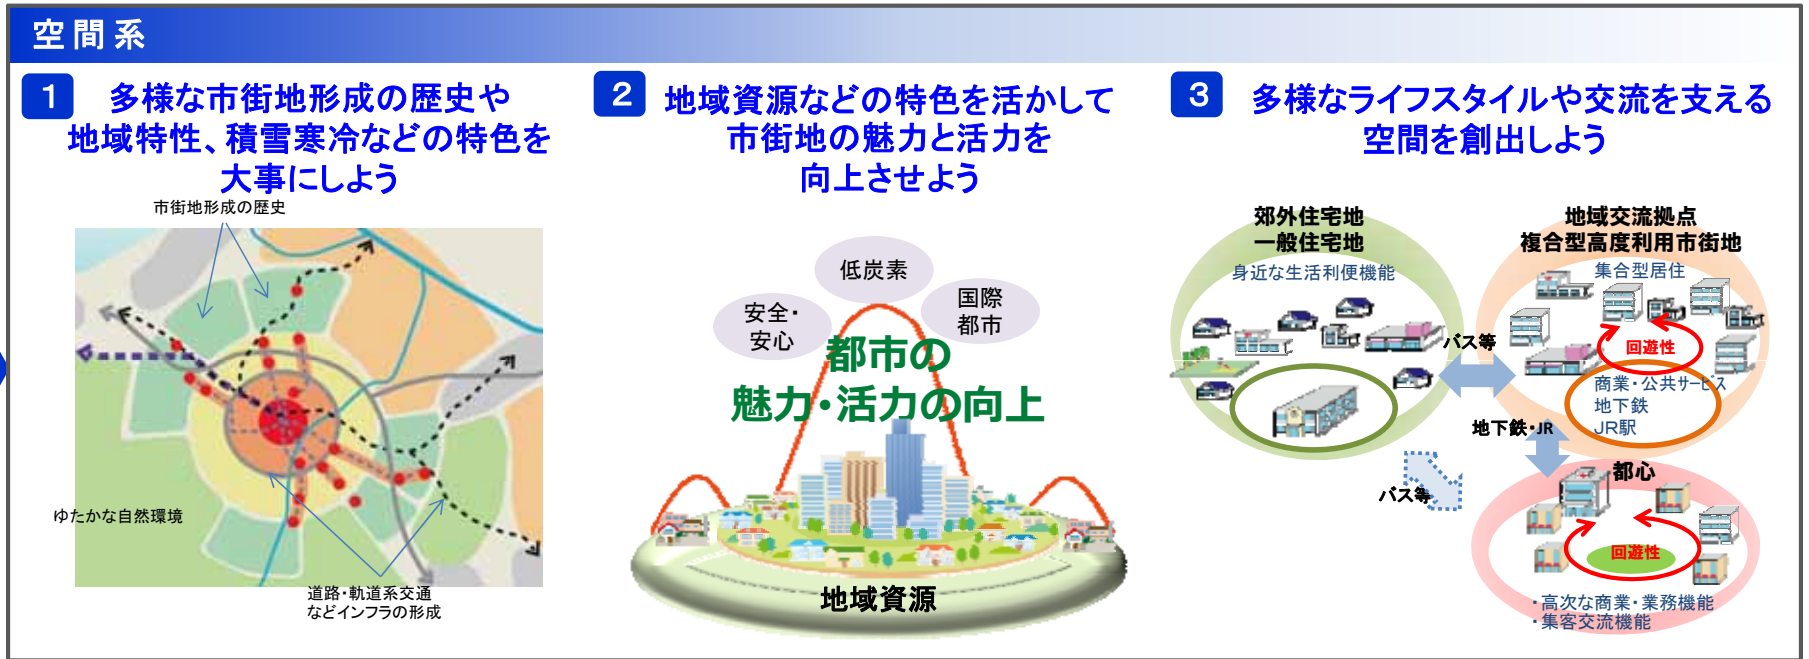 空間系
1
多様な市街地形成の歴史や
地域特性、積雪寒冷などの特色を
大事にしよう
市街地形成の歴史
ゆたかな自然環境
道路・軌道系交通
などインフラの形成
2
地域資源などの特色を活かして
市街地の魅力と活力を
向上させよう
低炭素
安全・
安心
国際
都市
都市の
魅力・活力の向上
地域資源
3
多様なライフスタイルや交流を支える
空間を創出しよう
郊外住宅地
一般住宅地
身近な生活利便機能
地域交流拠点
複合型高度利用市街地
集合型居住
回遊性
商業・公共サービス
地下鉄
JR駅
バス等
地下鉄・JR
バス等
都心
回遊性
・高次な商業・業務機能
・集客交流機能